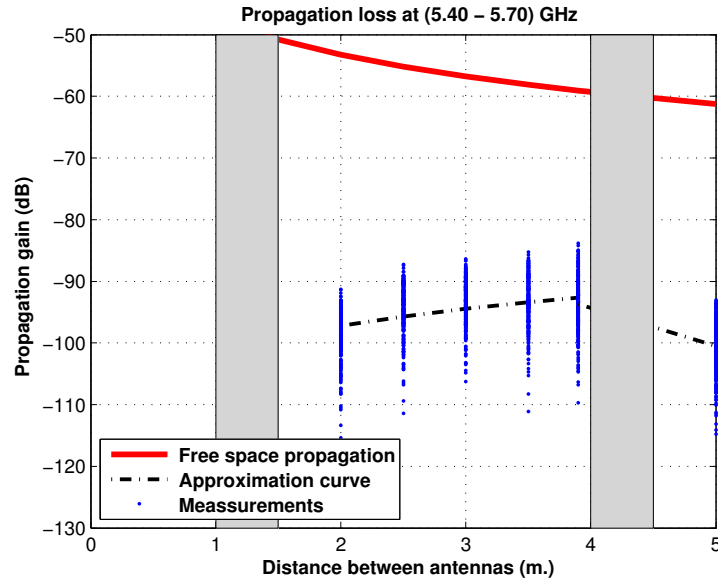 Propagation loss at (5.40 − 5.70) GHz
Propagation gain (dB)
−50
−60
−70
−80
−90
−100
−110
−120
−130
Free space propagation
Approximation curve
Meassurements
0
1
2
3
4
5
Distance between antennas (m.)